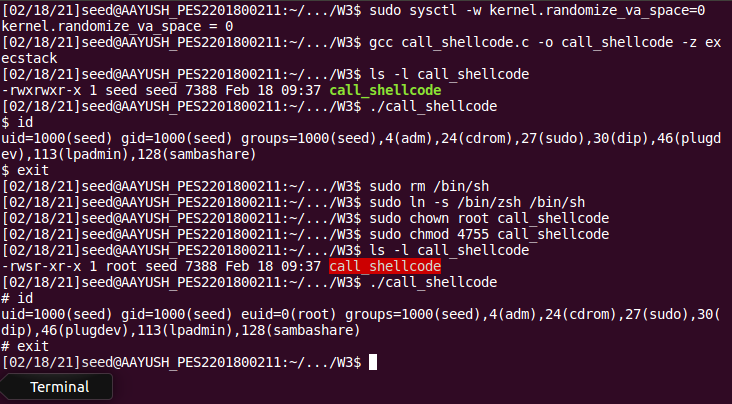 [02/18/21]seed@AAYUSH_PES2201800211:~/.../W3$ sudo sysctl -w kernel.randomize_va_space=0
kernel.randomize_va_space = 0
[02/18/21]seed@AAYUSH_PES2201800211:~/.../W3$ gcc call_shellcode.c -o call_shellcode -z ex
ecstack
[02/18/21]seed@AAYUSH_PES2201800211:~/.../W3$ ls -l call_shellcode
-rwxrwxr-x 1 seed seed 7388 Feb 18 09:37 call_shellcode
[02/18/21]seed@AAYUSH_PES2201800211:~/.../W3$ ./call_shellcode
$ id
uid=1000(seed) gid=1000(seed) groups=1000(seed),4(adm),24(cdrom),27(sudo),30(dip),46(plugd
ev),113(lpadmin),128(sambashare)
$ exit
[02/18/21]seed@AAYUSH_PES2201800211:~/.../W3$ sudo rm /bin/sh
[02/18/21]seed@AAYUSH_PES2201800211:~/.../W3$ sudo ln -s /bin/zsh /bin/sh
[02/18/21]seed@AAYUSH_PES2201800211:~/.../W3$ sudo chown root call_shellcode
[02/18/21]seed@AAYUSH_PES2201800211:~/.../W3$ sudo chmod 4755 call_shellcode
[02/18/21]seed@AAYUSH_PES2201800211:~/.../W3$ ls -l call_shellcode
-rwsr-xr-x 1 root seed 7388 Feb 18 09:37 call_shellcode
[02/18/21]seed@AAYUSH_PES2201800211:~/.../W3$ ./call_shellcode
# id
uid=1000(seed) gid=1000(seed) euid=0(root) groups=1000(seed),4(adm),24(cdrom),27(sudo),30(
dip),46(plugdev),113(lpadmin),128(sambashare)
# exit
[02/18/21]seed@AAYUSH_PES2201800211:~/.../W3$
Terminal